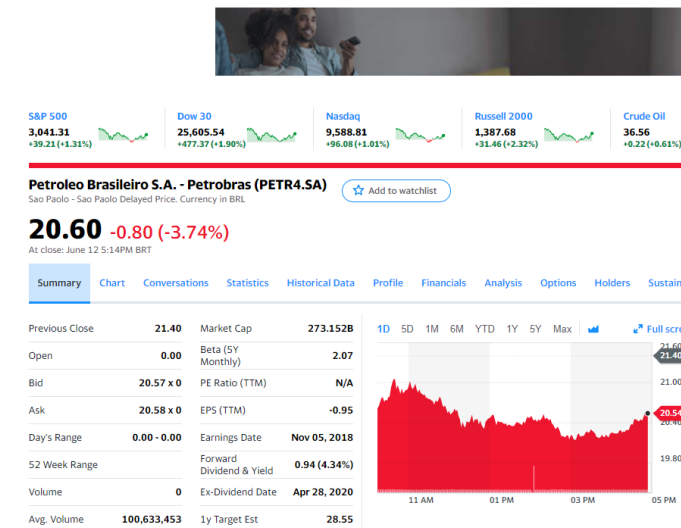 S&P 500 Dow 30 Nasdaq Russell 2000 Crude Oil
3,041.31 25,605.54 9,588.81 1,387.68 36.56
+39.21 (+1.31%) +477.37 (+1.90%) +96.08 (+1.01%) +31.46 (+2.32%) +0.22 (+0.61%)
Petroleo Brasileiro S.A. - Petrobras (PETR4.SA) Add to watchlist
Sao Paolo - Sao Paolo Delayed Price. Currency in BRL
20.60 -0.80 (-3.74%)
At close: June 12 5:14PM BRT
Summary Chart Conversations Statistics Historical Data Profile Financials Analysis Options Holders Sustain
Previous Close 21.40 Market Cap 273.152B 1D 5D 1M 6M YTD 1Y 5Y Max Full scre
21.60
Open 0.00 Beta (5Y Monthly) 2.07 21.40
Bid 20.57 x 0 PE Ratio (TTM) N/A 21.00
Ask 20.58 x 0 EPS (TTM) -0.95 20.54
20.40
Day's Range 0.00 - 0.00 Earnings Date Nov 05, 2018
52 Week Range Forward Dividend & Yield 0.94 (4.34%) 19.80
Volume 0 Ex-Dividend Date Apr 28, 2020
11 AM 01 PM 03 PM 05 PM
Avg. Volume 100,633,453 1y Target Est 28.55